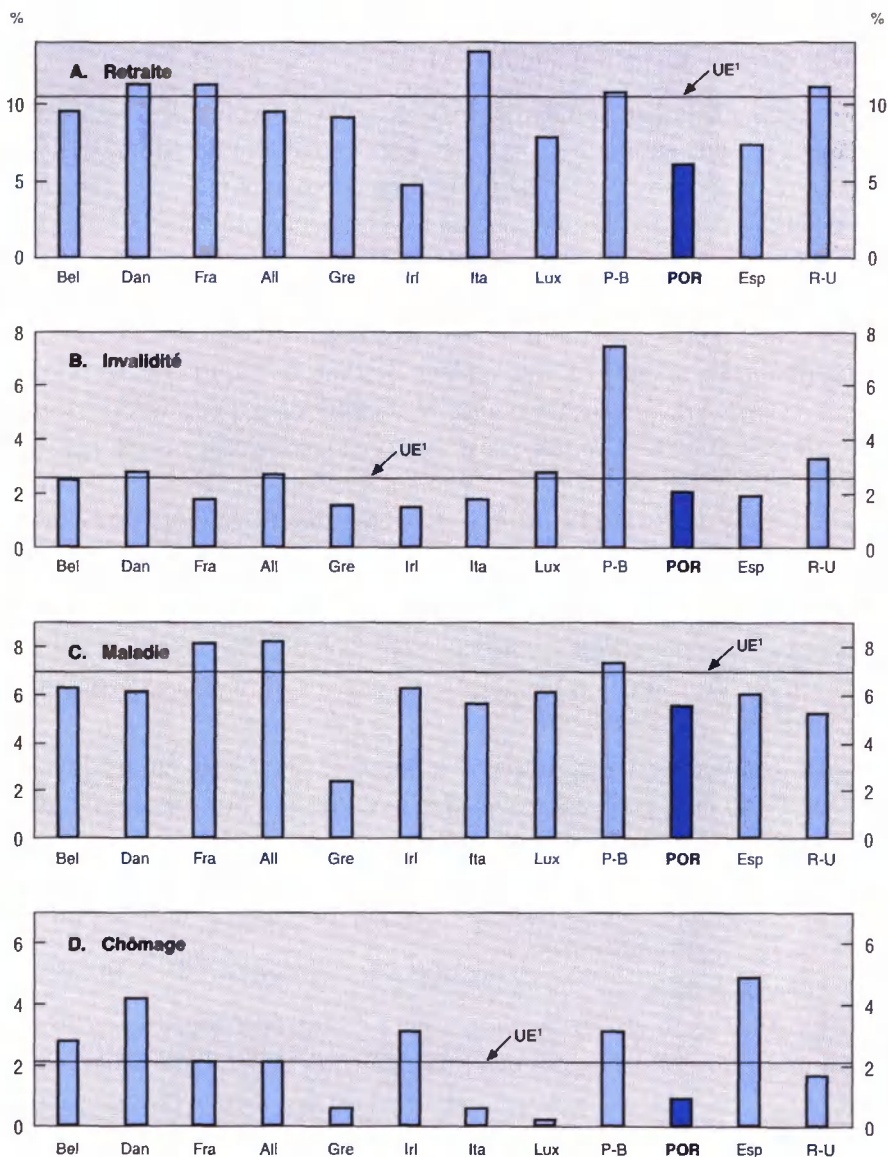 % %
A. Retraite
UE¹
10 10
5 5
0 0
Bel Dan Fra All Gre Irl Ita Lux P-B POR Esp R-U
8 8
B. Invalidité
6 6
4 4
UE¹
2 2
0 0
Bel Dan Fra All Gre Irl Ita Lux P-B POR Esp R-U
8 8
C. Maladie
UE¹
6 6
4 4
2 2
0 0
Bel Dan Fra All Gre Irl Ita Lux P-B POR Esp R-U
6 6
D. Chômage
4 4
UE¹
2 2
0 0
Bel Dan Fra All Gre Irl Ita Lux P-B POR Esp R-U